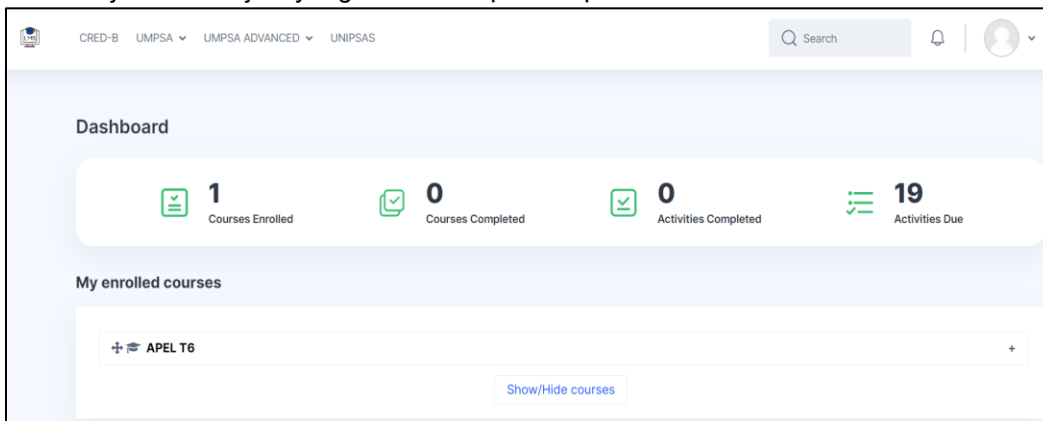 LMS
CRED-B UMPSA UMPSA ADVANCED UNIPSAS Search
Dashboard
1 0 0 19
Courses Enrolled Courses Completed Activities Completed Activities Due
My enrolled courses
APEL T6 +
Show/Hide courses